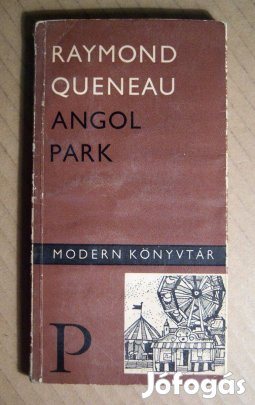 RAYMOND
QUENEAU
ANGOL
PARK
MODERN KÖNYVTÁR
P
Jófogás